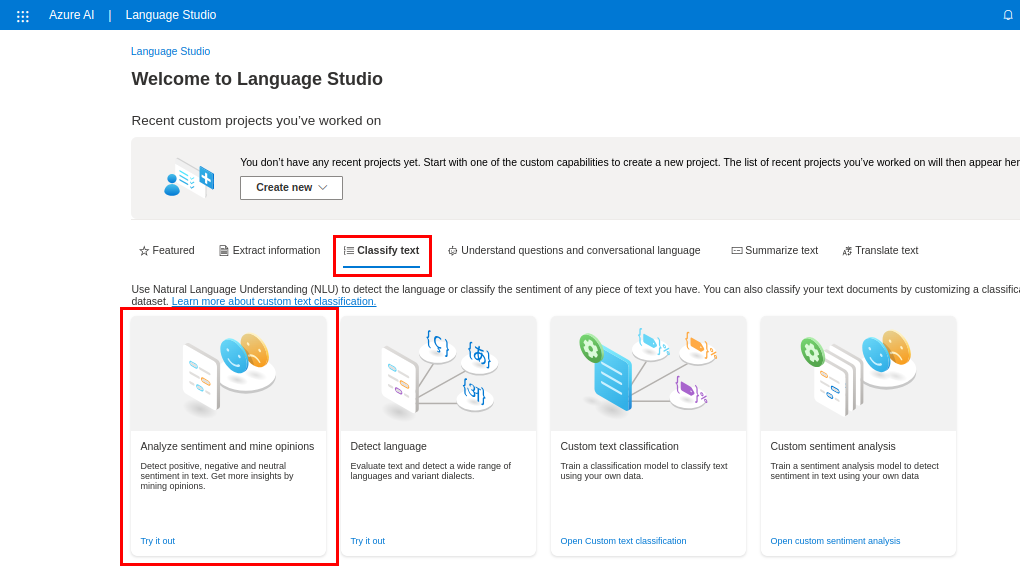 Azure AI | Language Studio
Language Studio
Welcome to Language Studio
Recent custom projects you've worked on
You don't have any recent projects yet. Start with one of the custom capabilities to create a new project. The list of recent projects you've worked on will then appear her
Create new
Featured Extract information Classify text Understand questions and conversational language Summarize text Translate text
Use Natural Language Understanding (NLU) to detect the language or classify the sentiment of any piece of text you have. You can also classify your text documents by customizing a classifica
dataset. Learn more about custom text classification.
Analyze sentiment and mine opinions
Detect positive, negative and neutral
sentiment in text. Get more insights by
mining opinions.
Try it out
Detect language
Evaluate text and detect a wide range of
languages and variant dialects.
Try it out
Custom text classification
Train a classification model to classify text
using your own data.
Open Custom text classification
Custom sentiment analysis
Train a sentiment analysis model to detect
sentiment in text using your own data
Open custom sentiment analysis